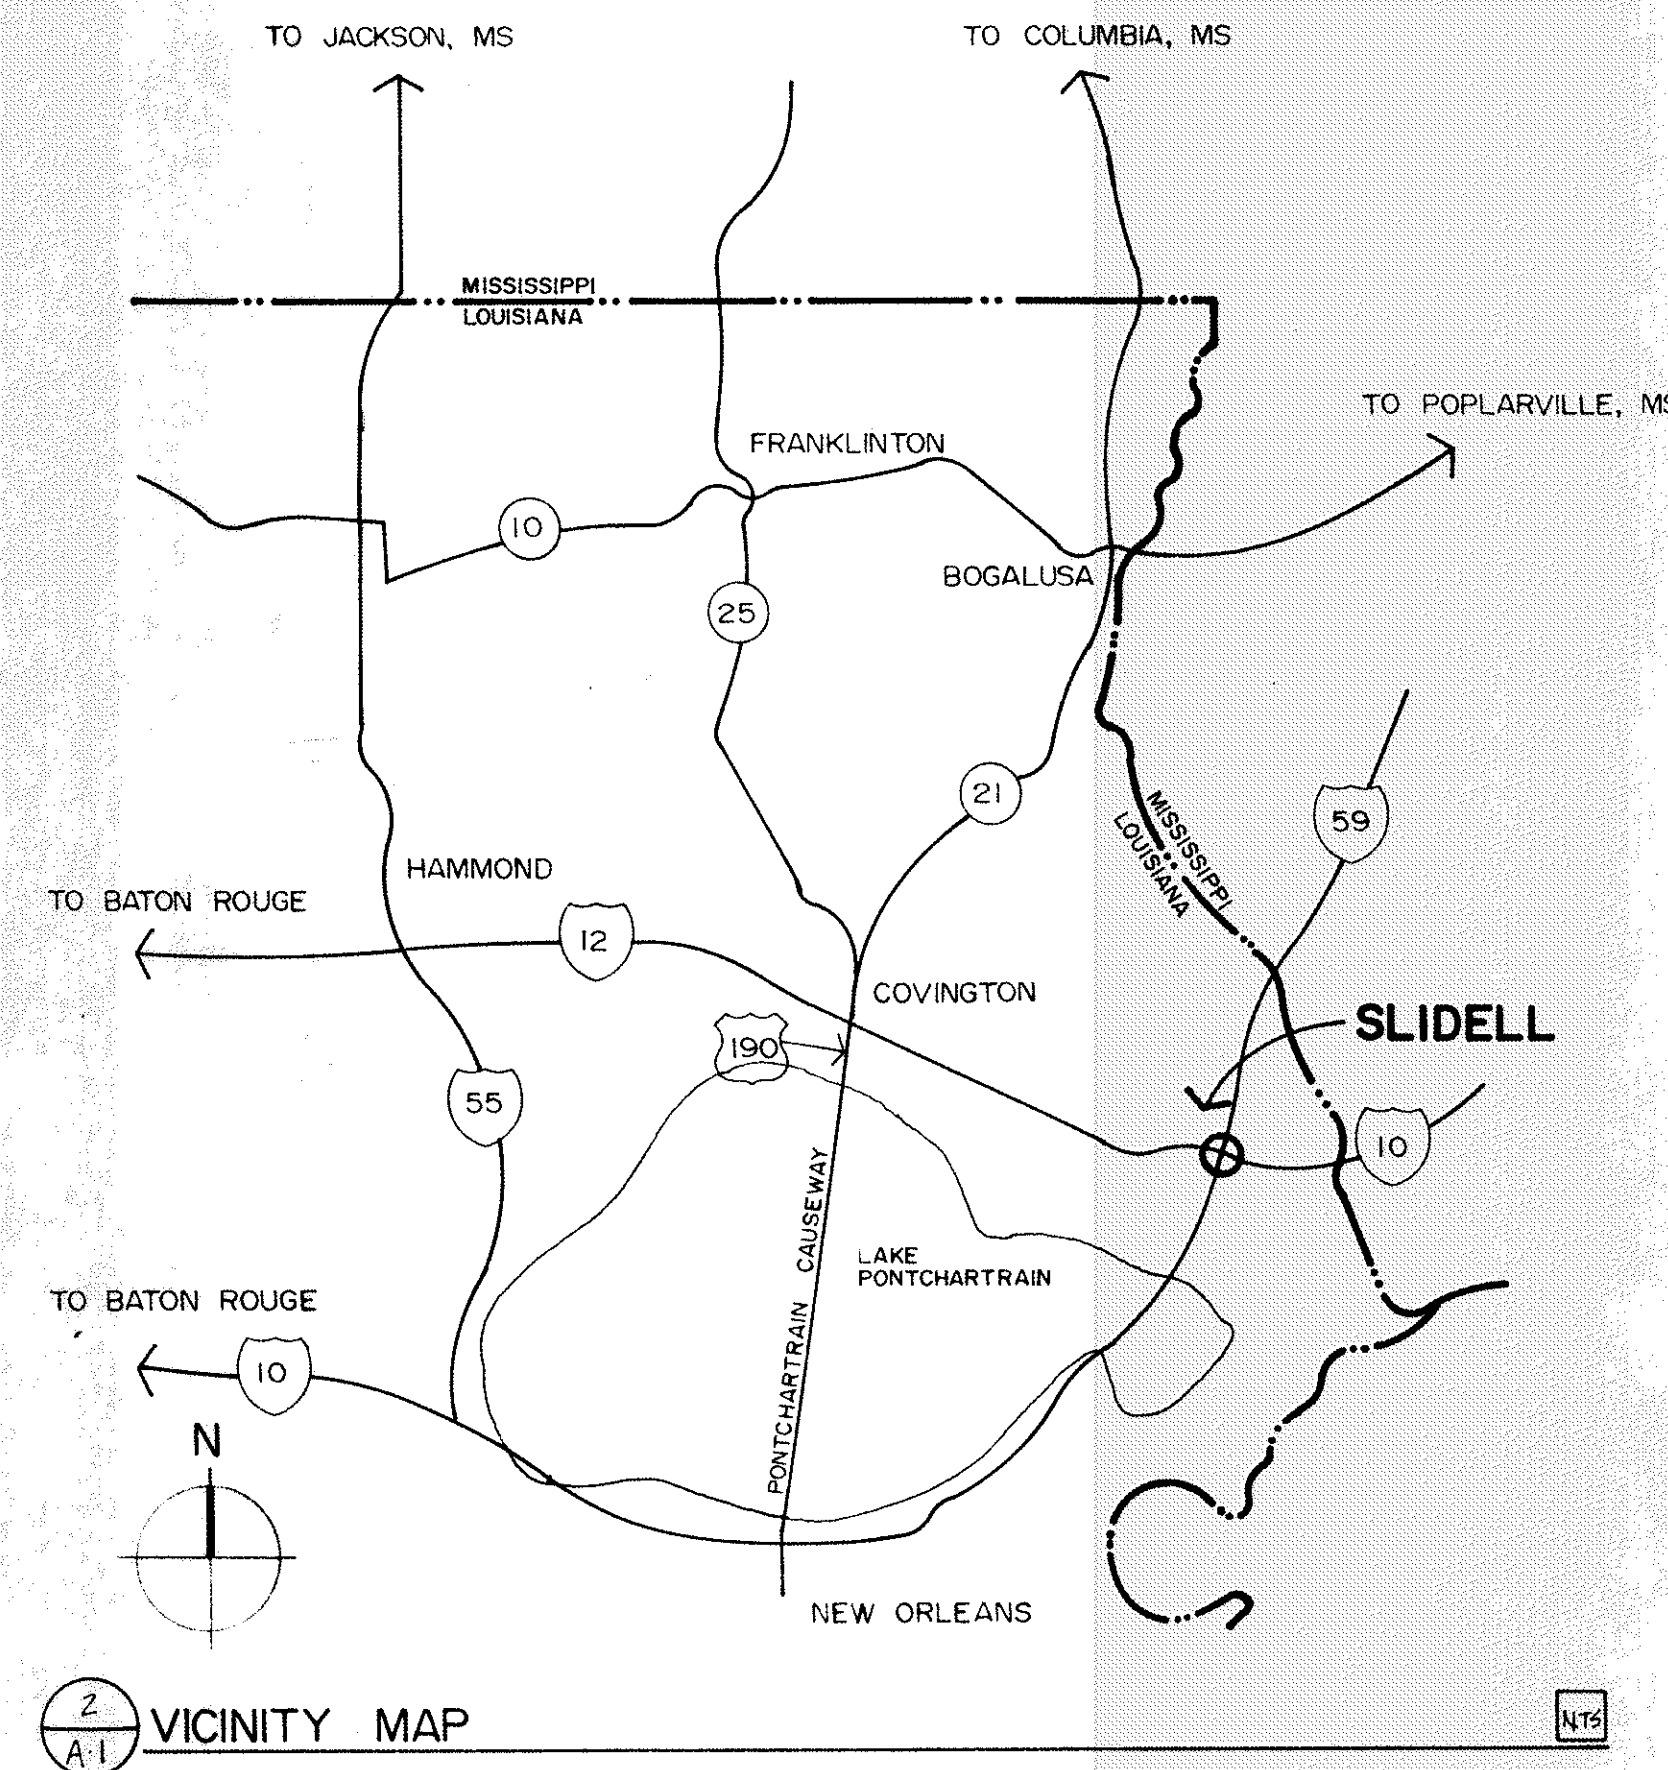 TO JACKSON, MS
TO COLUMBIA, MS
MISSISSIPPI
LOUISIANA
TO POPLARVILLE, MS
FRANKLINTON
10
BOGALUSA
25
21
59
MISSISSIPPI
LOUISIANA
HAMMOND
TO BATON ROUGE
12
COVINGTON
SLIDELL
190
55
10
PONTCHARTRAIN CAUSEWAY
LAKE
PONTCHARTRAIN
TO BATON ROUGE
10
N
NEW ORLEANS
2
A·1
VICINITY MAP
NTS